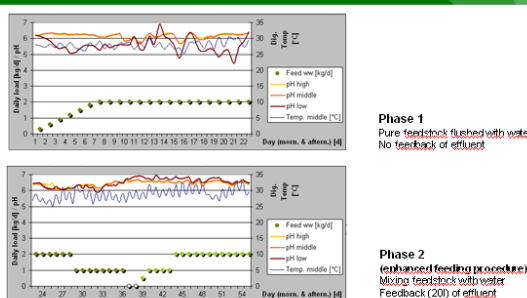 7
6
5
4
3
2
1
0
35
30
25
20
15
10
5
0
Daily load [kg/d] / pH
Dig. Temp [°C]
Feed ww [kg/d]
pH high
pH middle
pH low
Temp. middle [°C]
1 2 3 4 5 6 7 8 9 10 11 12 13 14 15 16 17 18 19 20 21 22
Day (morn. & aftern.) [d]
Phase 1
Pure feedstock flushed with wate
No feedback of effluent
7
6
5
4
3
2
1
0
35
30
25
20
15
10
5
0
Daily load [kg/d] / pH
Dig. Temp [°C]
Feed ww [kg/d]
pH high
pH middle
pH low
Temp. middle [°C]
24 27 30 33 36 39 42 45 48 51 54
Day (morn. & aftern.) [d]
Phase 2
(enhanced feeding procedure)
Mixing feedstock with water
Feedback (20l) of effluent